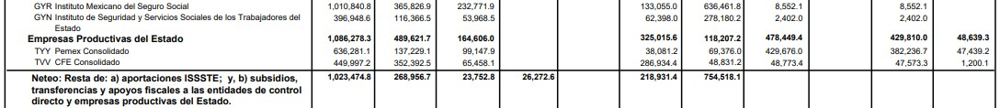 GYR Instituto Mexicano del Seguro Social 1,010,840.8 365,826.9 232,771.9 133,055.0 636,461.8 8,552.1 8,552.1
GYN Instituto de Seguridad y Servicios Sociales de los Trabajadores del 396,948.6 116,366.5 53,968.5 62,398.0 278,180.2 2,402.0 2,402.0
Estado
Empresas Productivas del Estado 1,086,278.3 489,621.7 164,606.0 325,015.6 118,207.2 478,449.4 429,810.0 48,639.3
TYY Pemex Consolidado 636,281.1 137,229.1 99,147.9 38,081.2 69,376.0 429,676.0 382,236.7 47,439.2
TVV CFE Consolidado 449,997.2 352,392.5 65,458.1 286,934.4 48,831.2 48,773.4 47,573.3 1,200.1
Neteo: Resta de: a) aportaciones ISSSTE; y, b) subsidios, 1,023,474.8 268,956.7 23,752.8 26,272.6 218,931.4 754,518.1
transferencias y apoyos fiscales a las entidades de control
directo y empresas productivas del Estado.